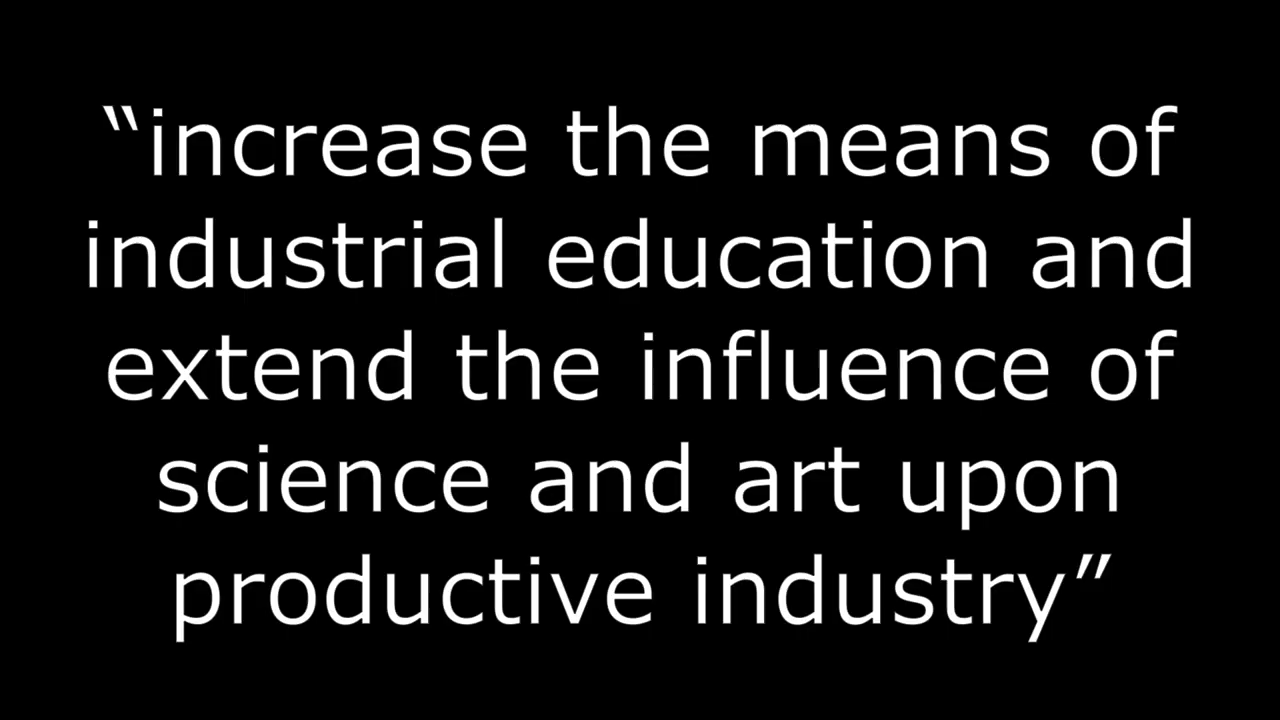 “increase the means of
industrial education and
extend the influence of
science and art upon
productive industry”